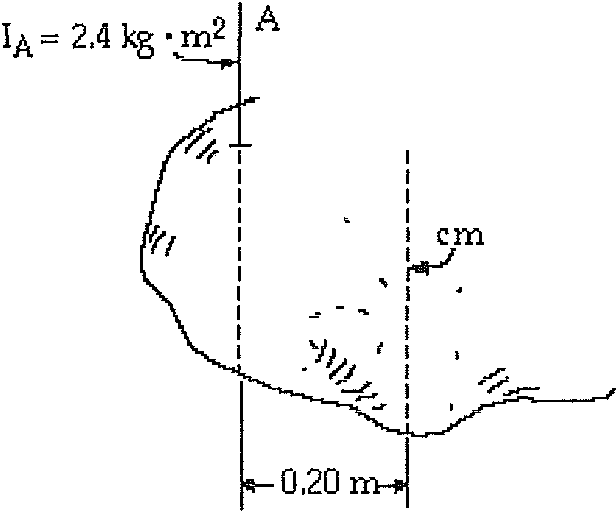 I_A = 2.4 kg · m²
A
cm
0.20 m